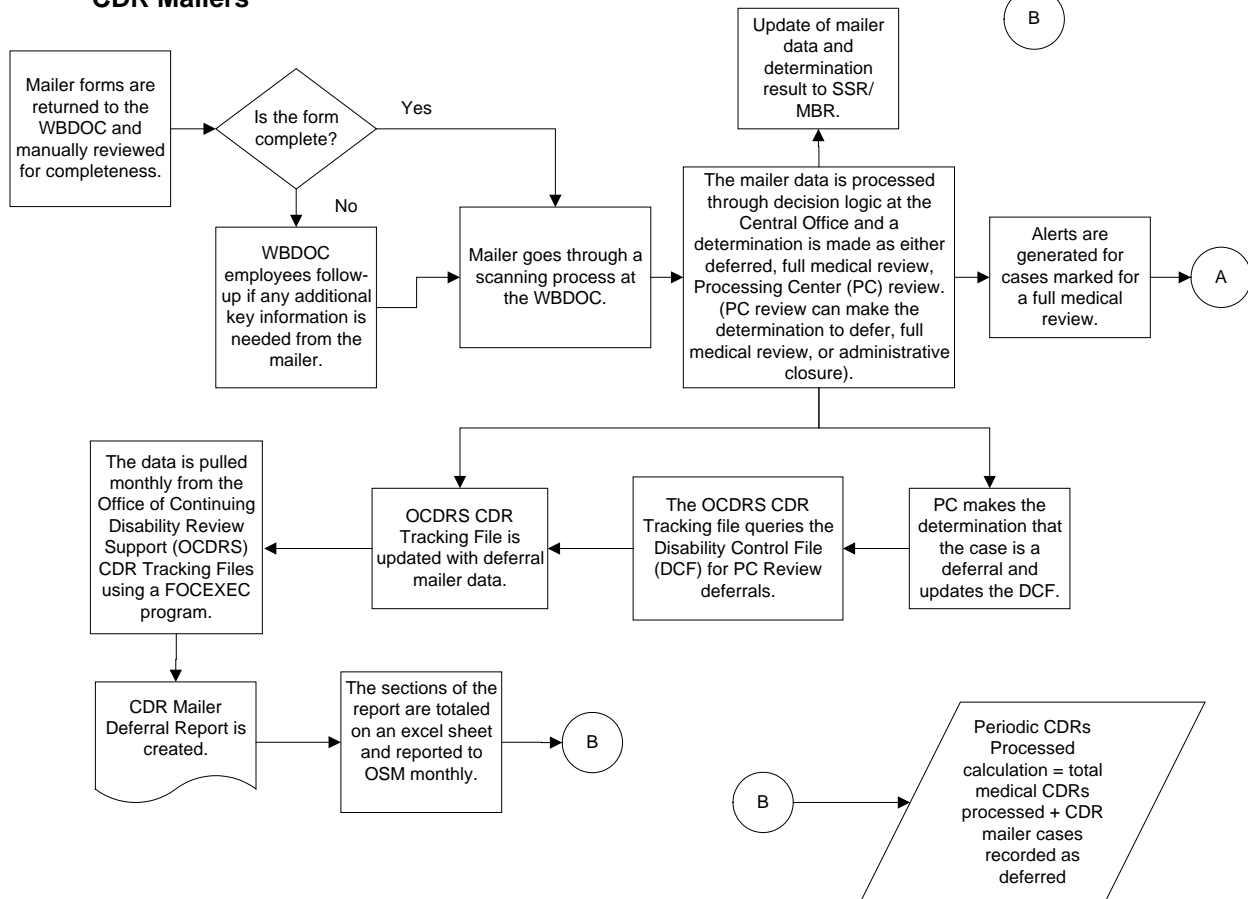 CDR Mailers
B
Update of mailer
data and
determination
result to SSR/
MBR.
Mailer forms are
returned to the
WBDOC and
manually reviewed
for completeness.
Is the form
complete?
Yes
No
WBDOC
employees follow-
up if any additional
key information is
needed from the
mailer.
Mailer goes through a
scanning process at
the WBDOC.
The mailer data is processed
through decision logic at the
Central Office and a
determination is made as either
deferred, full medical review,
Processing Center (PC) review.
(PC review can make the
determination to defer, full
medical review, or administrative
closure).
Alerts are
generated for
cases marked for
a full medical
review.
A
The data is pulled
monthly from the
Office of Continuing
Disability Review
Support (OCDRS)
CDR Tracking Files
using a FOCEXEC
program.
OCDRS CDR
Tracking File is
updated with deferral
mailer data.
The OCDRS CDR
Tracking file queries the
Disability Control File
(DCF) for PC Review
deferrals.
PC makes the
determination that
the case is a
deferral and
updates the DCF.
CDR Mailer
Deferral Report is
created.
The sections of the
report are totaled
on an excel sheet
and reported to
OSM monthly.
B
B
Periodic CDRs
Processed
calculation = total
medical CDRs
processed + CDR
mailer cases
recorded as
deferred